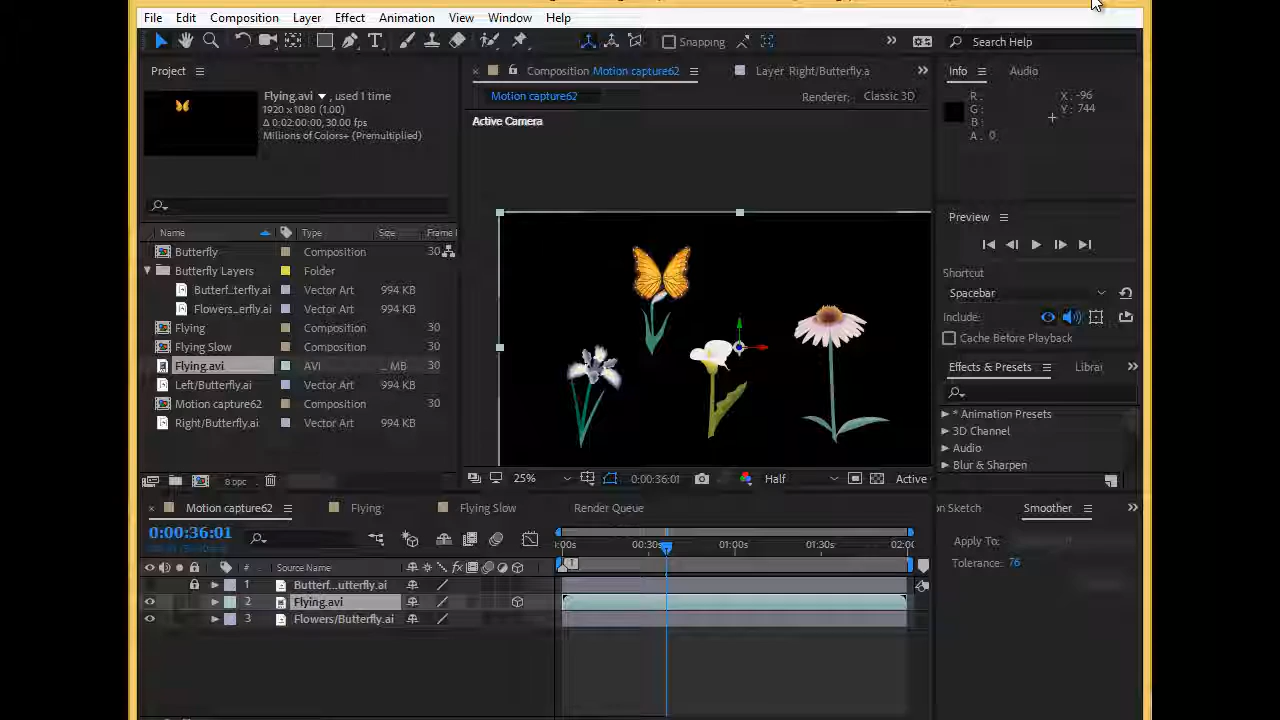 File Edit Composition Layer Effect Animation View Window Help
Snapping
Search Help
Project
Flying.avi , used 1 time
1920 x 1080 (1.00)
Δ 0:02:00:00, 30.00 fps
Millions of Colors+ (Premultiplied)
Name Type Size Frame
Butterfly Composition 30
Butterfly Layers Folder
Butterf...terfly.ai Vector Art 994 KB
Flowers...erfly.ai Vector Art 994 KB
Flying Composition 30
Flying Slow Composition 30
Flying.avi AVI ... MB 30
Left/Butterfly.ai Vector Art 994 KB
Motion capture62 Composition 30
Right/Butterfly.ai Vector Art 994 KB
8 bpc
Composition Motion capture62
Layer Right/Butterfly.a
Motion capture62
Renderer: Classic 3D
Active Camera
25% 0:00:36:01 Half Active
Info Audio
R :
G :
B :
A : 0
X : -96
Y : 744
Preview
Shortcut
Spacebar
Include:
Cache Before Playback
Effects & Presets Librai
* Animation Presets
3D Channel
Audio
Blur & Sharpen
Motion capture62 Flying Flying Slow Render Queue
0:00:36:01
:00s 00:30s 01:00s 01:30s 02:00
# Source Name
1 Butterf...utterfly.ai
2 Flying.avi
3 Flowers/Butterfly.ai
on Sketch Smoother
Apply To:
Tolerance: 76